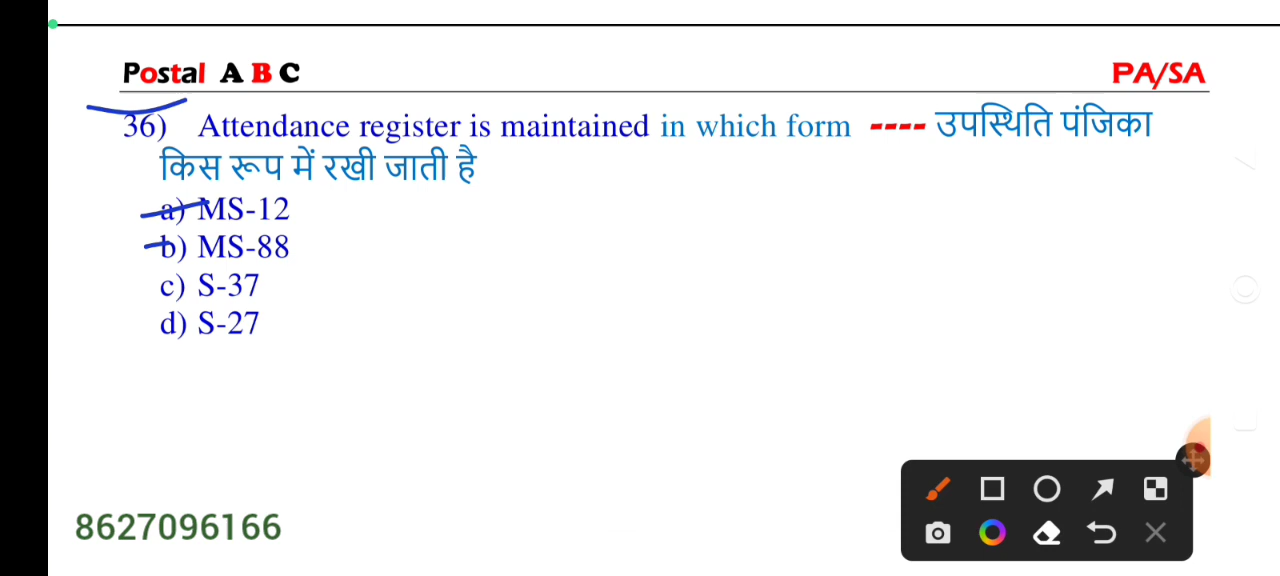 Postal A B C
PA/SA
36) Attendance register is maintained in which form ---- उपस्थिति पंजिका
किस रूप में रखी जाती है
a) MS-12
b) MS-88
c) S-37
d) S-27
8627096166